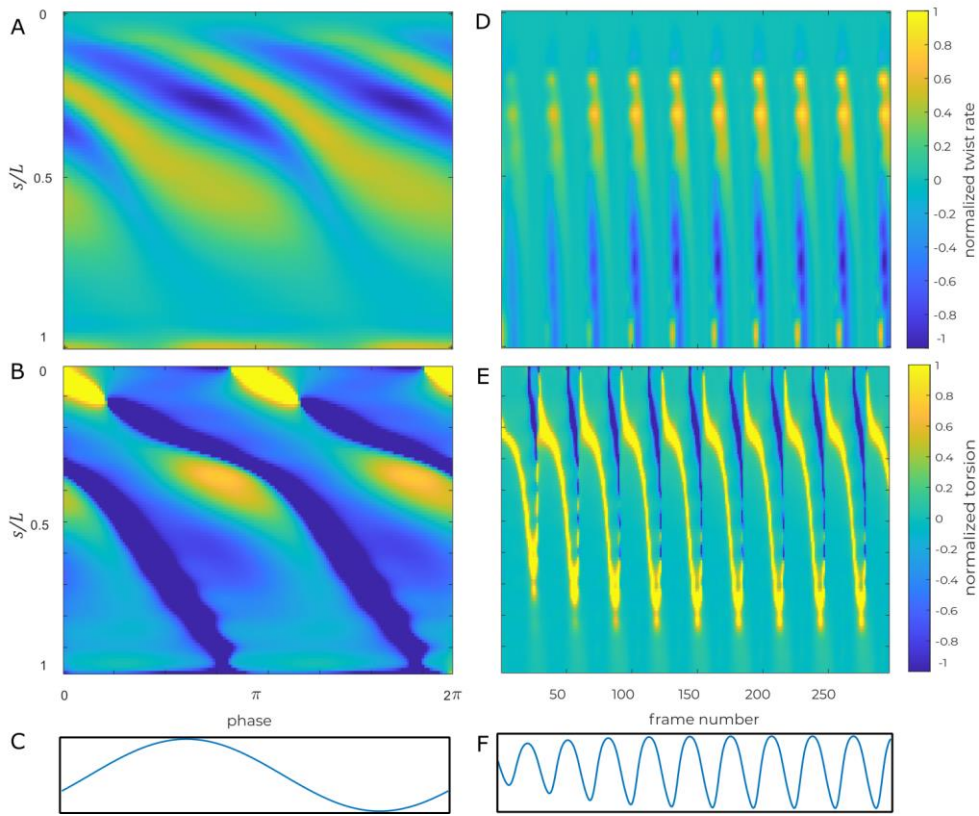 A
0
s/L
0.5
1
D
1
0.8
0.6
0.4
0.2
0
-0.2
-0.4
-0.6
-0.8
-1
normalized twist rate
B
0
s/L
0.5
1
0
π
2π
phase
E
50
100
150
200
250
frame number
1
0.8
0.6
0.4
0.2
0
-0.2
-0.4
-0.6
-0.8
-1
normalized torsion
C
F